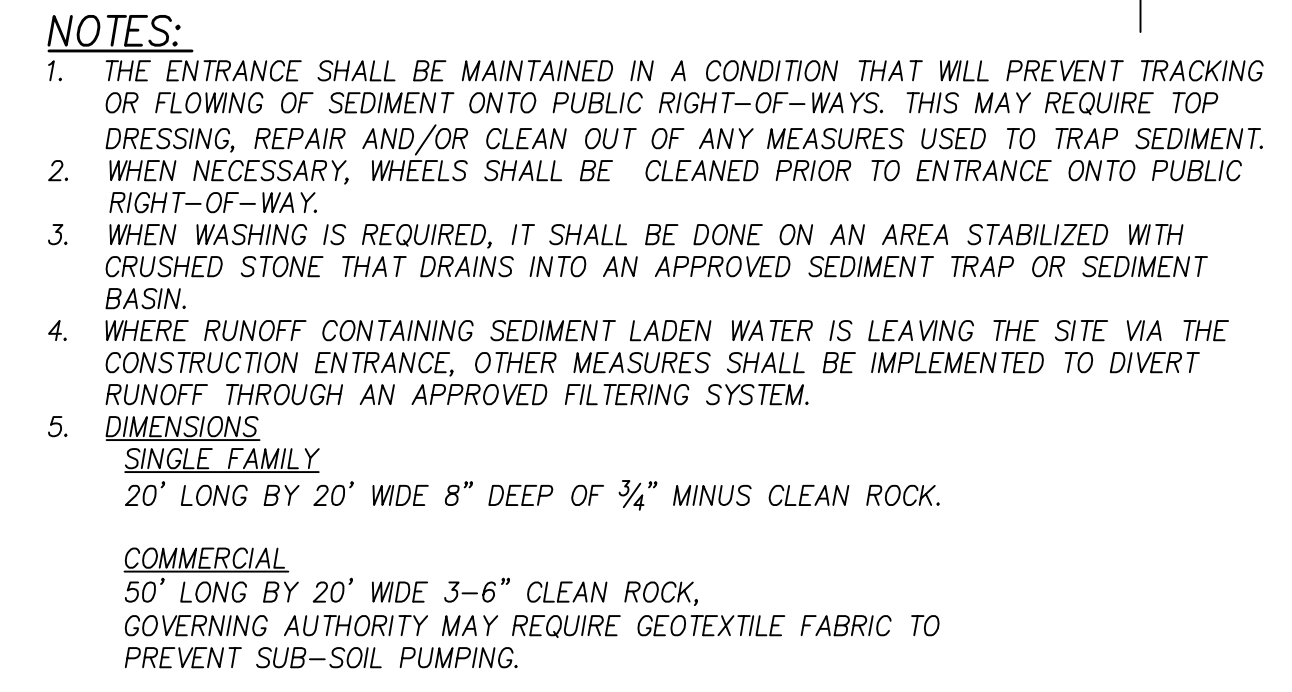 NOTES:
1. THE ENTRANCE SHALL BE MAINTAINED IN A CONDITION THAT WILL PREVENT TRACKING
OR FLOWING OF SEDIMENT ONTO PUBLIC RIGHT-OF-WAYS. THIS MAY REQUIRE TOP
DRESSING, REPAIR AND/OR CLEAN OUT OF ANY MEASURES USED TO TRAP SEDIMENT.
2. WHEN NECESSARY, WHEELS SHALL BE CLEANED PRIOR TO ENTRANCE ONTO PUBLIC
RIGHT-OF-WAY.
3. WHEN WASHING IS REQUIRED, IT SHALL BE DONE ON AN AREA STABILIZED WITH
CRUSHED STONE THAT DRAINS INTO AN APPROVED SEDIMENT TRAP OR SEDIMENT
BASIN.
4. WHERE RUNOFF CONTAINING SEDIMENT LADEN WATER IS LEAVING THE SITE VIA THE
CONSTRUCTION ENTRANCE, OTHER MEASURES SHALL BE IMPLEMENTED TO DIVERT
RUNOFF THROUGH AN APPROVED FILTERING SYSTEM.
5. DIMENSIONS
SINGLE FAMILY
20' LONG BY 20' WIDE 8" DEEP OF ¾" MINUS CLEAN ROCK.
COMMERCIAL
50' LONG BY 20' WIDE 3-6" CLEAN ROCK,
GOVERNING AUTHORITY MAY REQUIRE GEOTEXTILE FABRIC TO
PREVENT SUB-SOIL PUMPING.